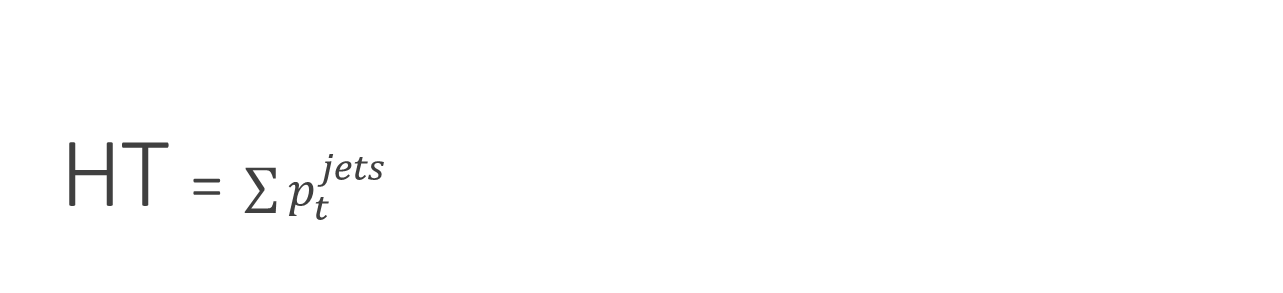 HT = ∑ p_t^jets